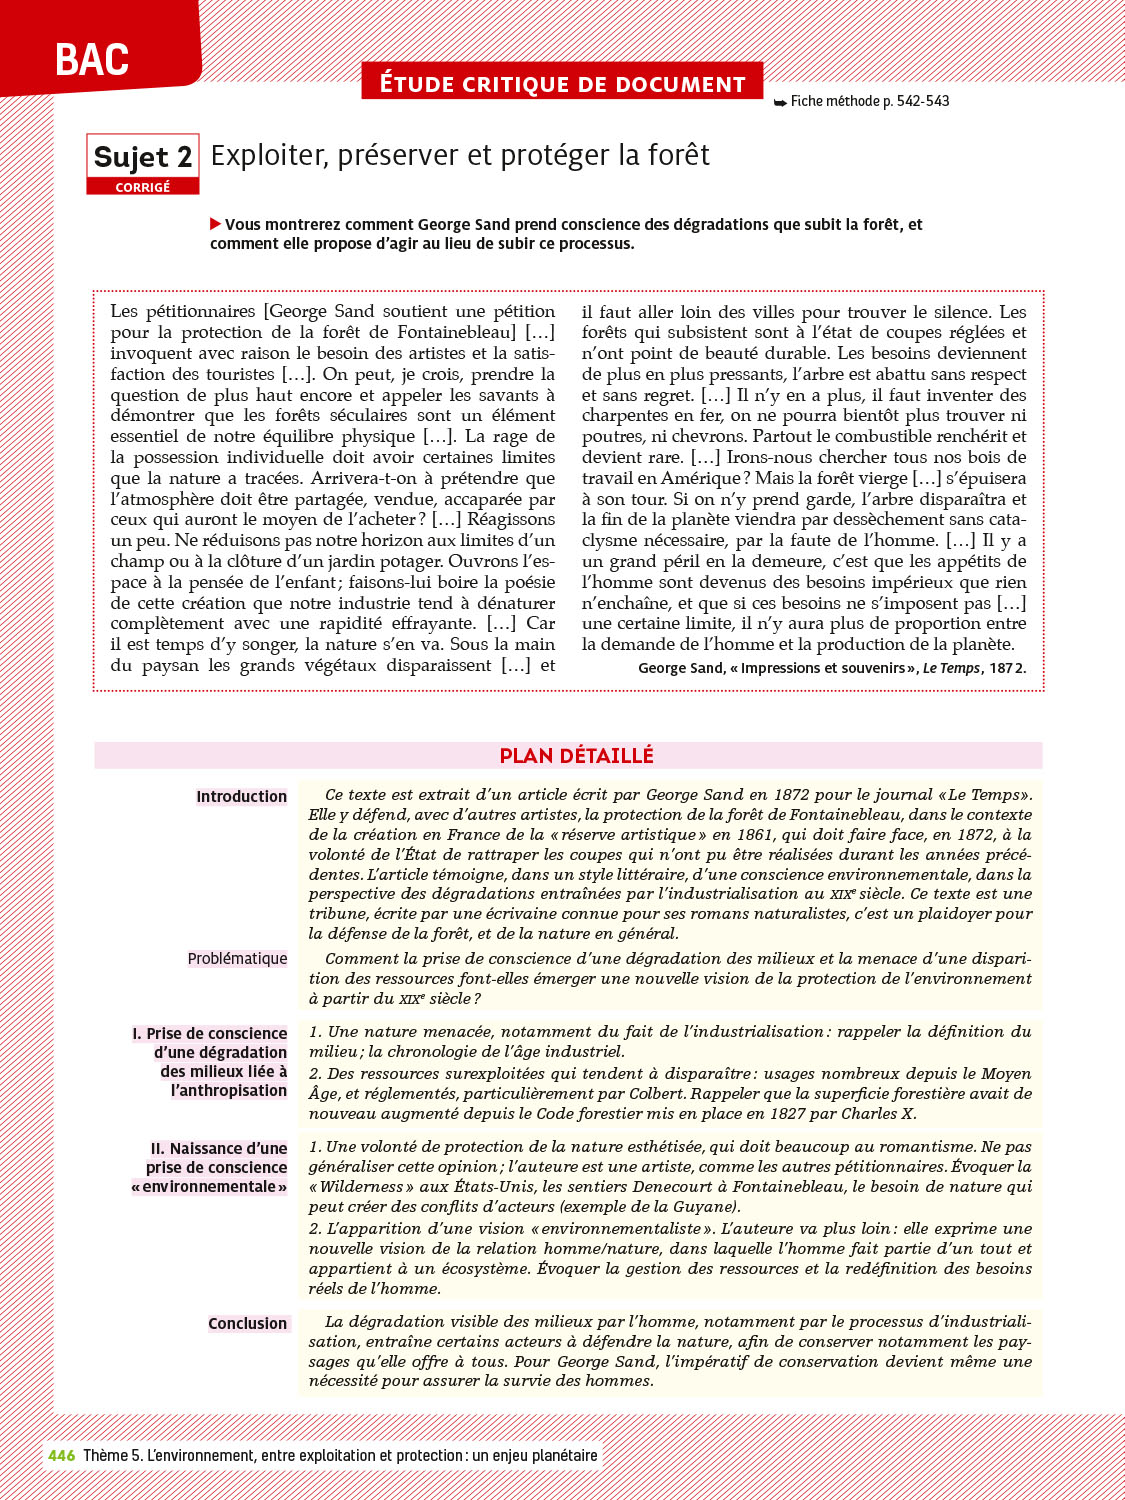 BAC
ÉTUDE CRITIQUE DE DOCUMENT
➥ Fiche méthode p. 542-543
Sujet 2
CORRIGÉ
Exploiter, préserver et protéger la forêt
▶ Vous montrerez comment George Sand prend conscience des dégradations que subit la forêt, et
comment elle propose d’agir au lieu de subir ce processus.
Les pétitionnaires [George Sand soutient une pétition
pour la protection de la forêt de Fontainebleau] […]
invoquent avec raison le besoin des artistes et la satis-
faction des touristes […]. On peut, je crois, prendre la
question de plus haut encore et appeler les savants à
démontrer que les forêts séculaires sont un élément
essentiel de notre équilibre physique […]. La rage de
la possession individuelle doit avoir certaines limites
que la nature a tracées. Arrivera-t-on à prétendre que
l’atmosphère doit être partagée, vendue, accaparée par
ceux qui auront le moyen de l’acheter ? […] Réagissons
un peu. Ne réduisons pas notre horizon aux limites d’un
champ ou à la clôture d’un jardin potager. Ouvrons l’es-
pace à la pensée de l’enfant ; faisons-lui boire la poésie
de cette création que notre industrie tend à dénaturer
complètement avec une rapidité effrayante. […] Car
il est temps d’y songer, la nature s’en va. Sous la main
du paysan les grands végétaux disparaissent […] et
il faut aller loin des villes pour trouver le silence. Les
forêts qui subsistent sont à l’état de coupes réglées et
n’ont point de beauté durable. Les besoins deviennent
de plus en plus pressants, l’arbre est abattu sans respect
et sans regret. […] Il n’y en a plus, il faut inventer des
charpentes en fer, on ne pourra bientôt plus trouver ni
poutres, ni chevrons. Partout le combustible renchérit et
devient rare. […] Irons-nous chercher tous nos bois de
travail en Amérique ? Mais la forêt vierge […] s’épuisera
à son tour. Si on n’y prend garde, l’arbre disparaîtra et
la fin de la planète viendra par dessèchement sans cata-
clysme nécessaire, par la faute de l’homme. […] Il y a
un grand péril en la demeure, c’est que les appétits de
l’homme sont devenus des besoins impérieux que rien
n’enchaîne, et que si ces besoins ne s’imposent pas […]
une certaine limite, il n’y aura plus de proportion entre
la demande de l’homme et la production de la planète.
George Sand, « Impressions et souvenirs », Le Temps, 1872.
PLAN DÉTAILLÉ
Introduction
Ce texte est extrait d’un article écrit par George Sand en 1872 pour le journal «Le Temps».
Elle y défend, avec d’autres artistes, la protection de la forêt de Fontainebleau, dans le contexte
de la création en France de la « réserve artistique » en 1861, qui doit faire face, en 1872, à la
volonté de l’État de rattraper les coupes qui n’ont pu être réalisées durant les années précé-
dentes. L’article témoigne, dans un style littéraire, d’une conscience environnementale, dans la
perspective des dégradations entraînées par l’industrialisation au XIXe siècle. Ce texte est une
tribune, écrite par une écrivaine connue pour ses romans naturalistes, c’est un plaidoyer pour
la défense de la forêt, et de la nature en général.
Problématique
Comment la prise de conscience d’une dégradation des milieux et la menace d’une dispari-
tion des ressources font-elles émerger une nouvelle vision de la protection de l’environnement
à partir du XIXe siècle ?
I. Prise de conscience
d’une dégradation
des milieux liée à
l’anthropisation
1. Une nature menacée, notamment du fait de l’industrialisation : rappeler la définition du
milieu ; la chronologie de l’âge industriel.
2. Des ressources surexploitées qui tendent à disparaître : usages nombreux depuis le Moyen
Âge, et réglementés, particulièrement par Colbert. Rappeler que la superficie forestière avait de
nouveau augmenté depuis le Code forestier mis en place en 1827 par Charles X.
II. Naissance d’une
prise de conscience
« environnementale »
1. Une volonté de protection de la nature esthétisée, qui doit beaucoup au romantisme. Ne pas
généraliser cette opinion ; l’auteure est une artiste, comme les autres pétitionnaires. Évoquer la
« Wilderness » aux États-Unis, les sentiers Denecourt à Fontainebleau, le besoin de nature qui
peut créer des conflits d’acteurs (exemple de la Guyane).
2. L’apparition d’une vision « environnementaliste ». L’auteure va plus loin : elle exprime une
nouvelle vision de la relation homme/nature, dans laquelle l’homme fait partie d’un tout et
appartient à un écosystème. Évoquer la gestion des ressources et la redéfinition des besoins
réels de l’homme.
Conclusion
La dégradation visible des milieux par l’homme, notamment par le processus d’industriali-
sation, entraîne certains acteurs à défendre la nature, afin de conserver notamment les pay-
sages qu’elle offre à tous. Pour George Sand, l’impératif de conservation devient même une
nécessité pour assurer la survie des hommes.
446 Thème 5. L’environnement, entre exploitation et protection : un enjeu planétaire